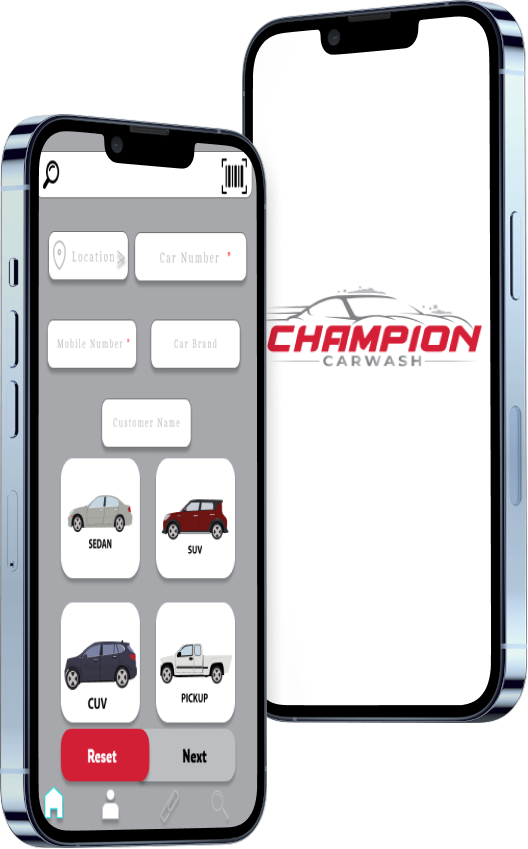 Location
Car Number *
Mobile Number *
Car Brand
Customer Name
SEDAN
SUV
CUV
PICKUP
Reset
Next
CHAMPION
CARWASH